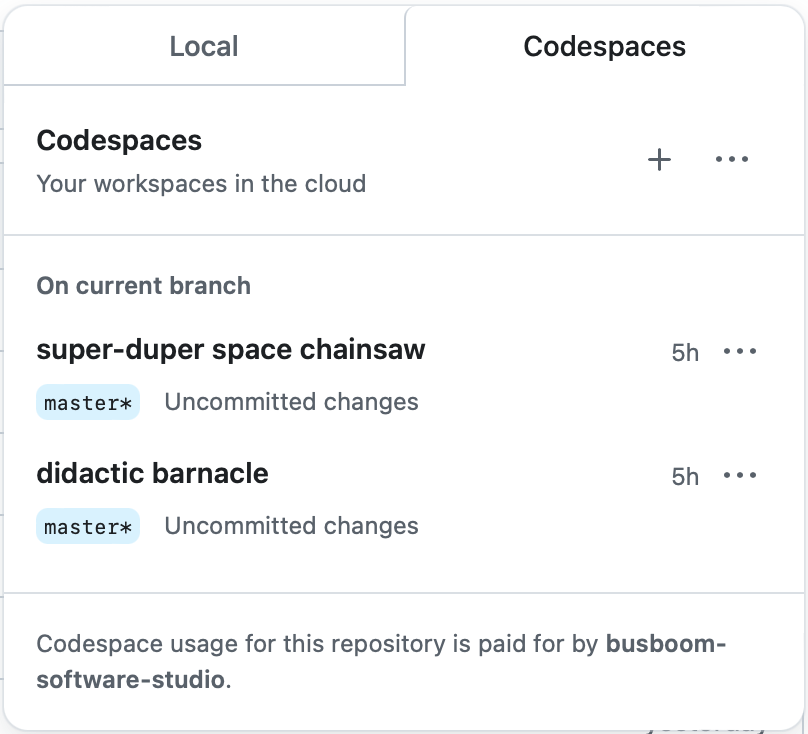 Local
Codespaces
Codespaces
Your workspaces in the cloud
On current branch
super-duper space chainsaw
5h
master*
Uncommitted changes
didactic barnacle
5h
master*
Uncommitted changes
Codespace usage for this repository is paid for by busboom-
software-studio.